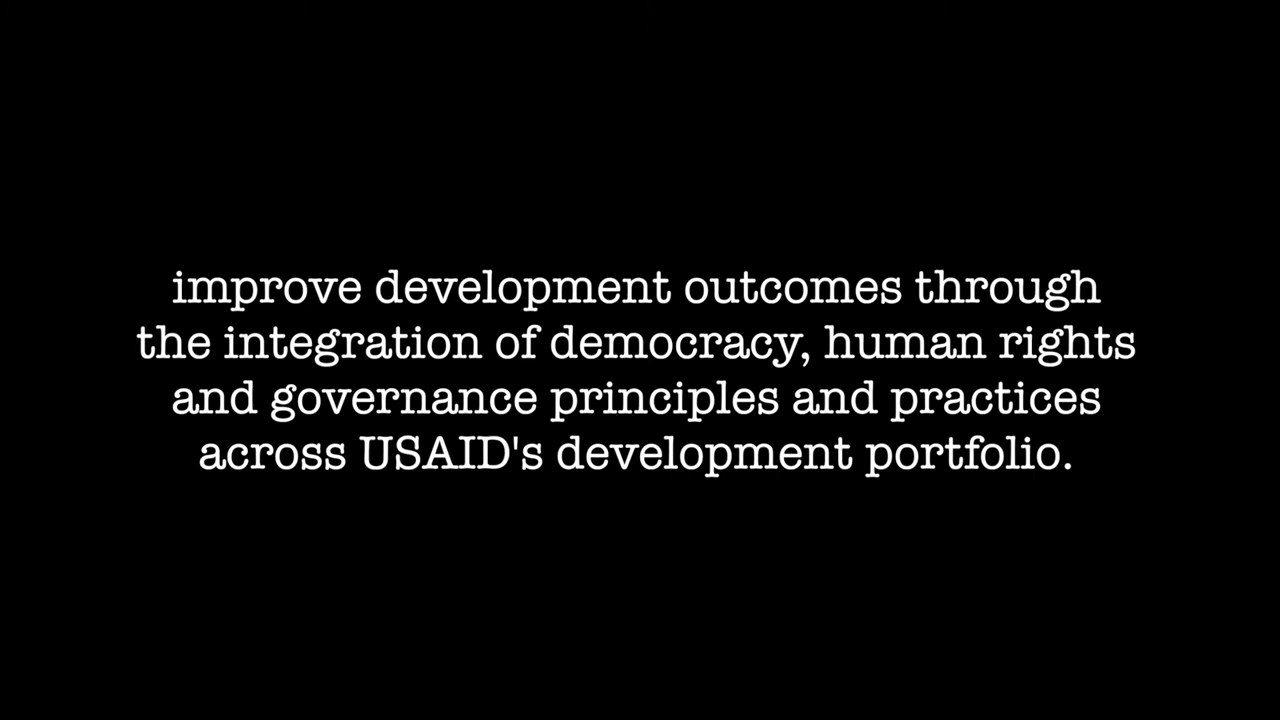 improve development outcomes through
the integration of democracy, human rights
and governance principles and practices
across USAID's development portfolio.